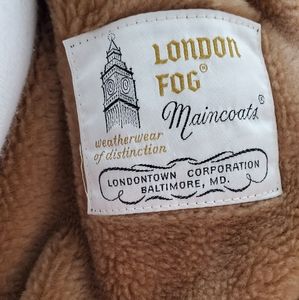 LONDON
FOG®
Maincoats®
weatherwear
of distinction
LONDONTOWN CORPORATION
BALTIMORE, MD.